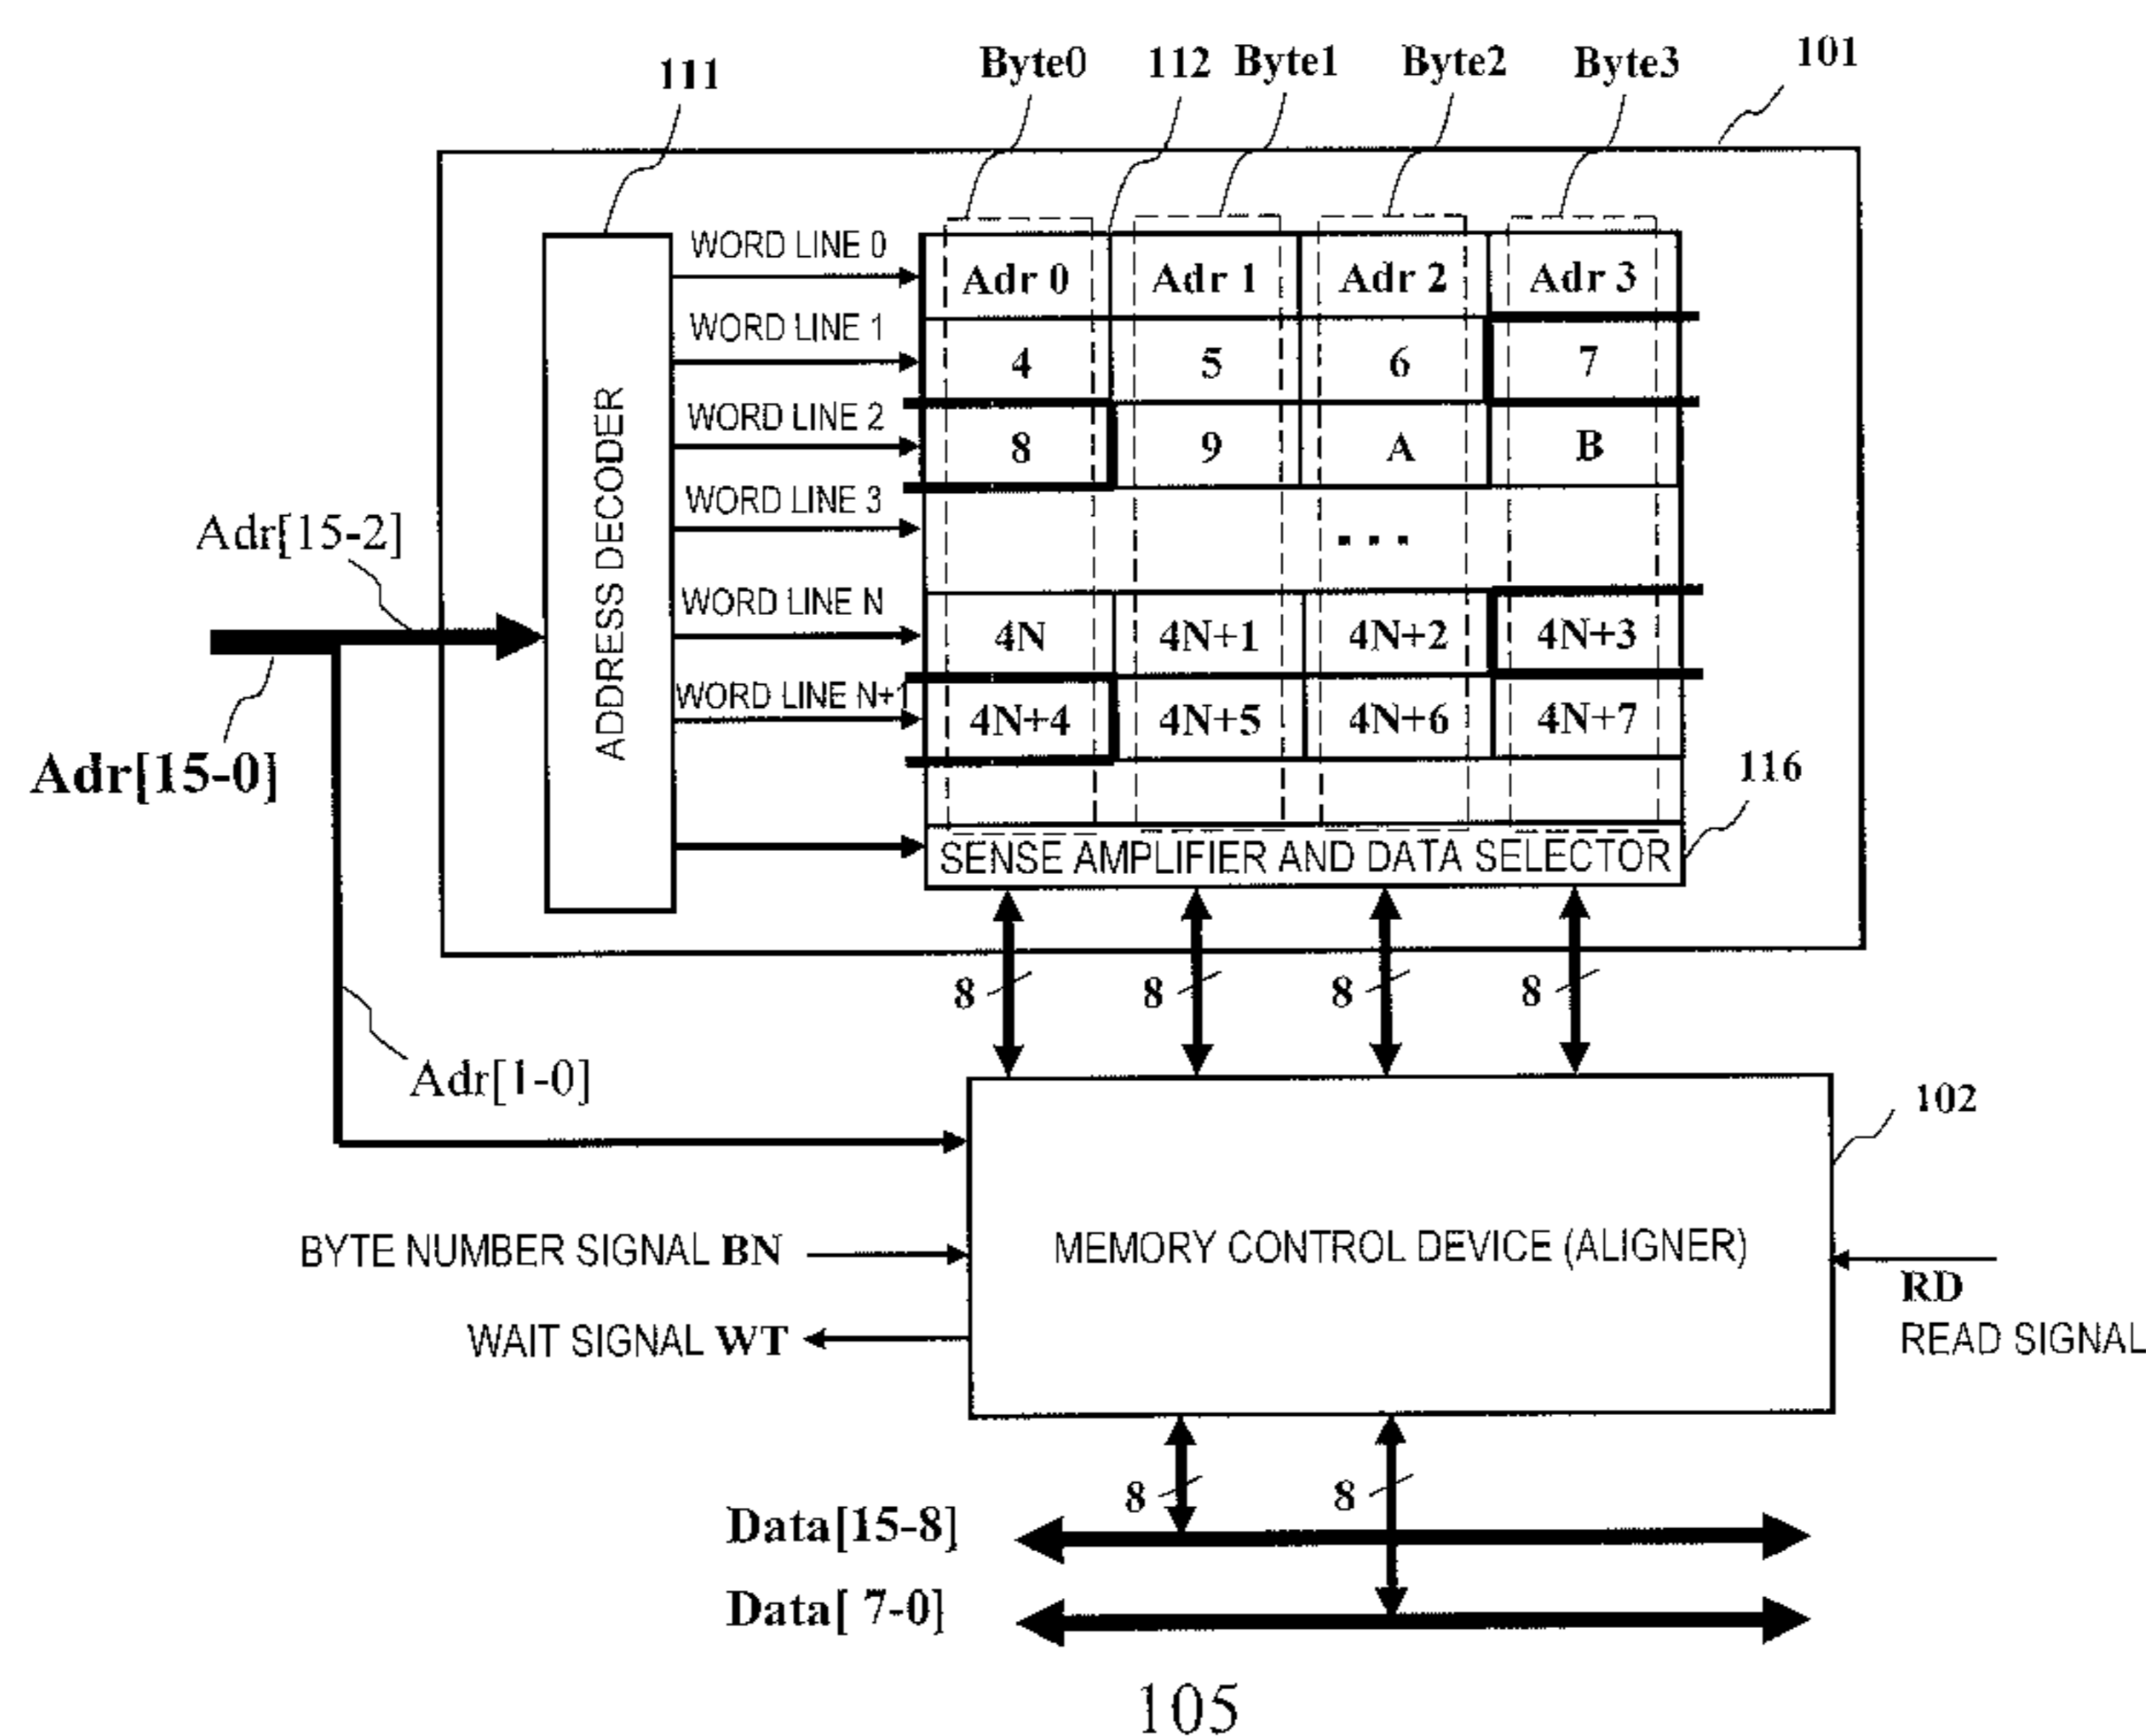 111
Byte0
112
Byte1
Byte2
Byte3
101
WORD LINE 0
WORD LINE 1
WORD LINE 2
WORD LINE 3
WORD LINE N
WORD LINE N+1
ADDRESS DECODER
Adr 0 Adr 1 Adr 2 Adr 3
4 5 6 7
8 9 A B
...
4N 4N+1 4N+2 4N+3
4N+4 4N+5 4N+6 4N+7
SENSE AMPLIFIER AND DATA SELECTOR
116
Adr[15-2]
Adr[15-0]
Adr[1-0]
8 8 8 8
102
MEMORY CONTROL DEVICE (ALIGNER)
BYTE NUMBER SIGNAL BN
WAIT SIGNAL WT
RD
READ SIGNAL
8 8
Data[15-8]
Data[ 7-0]
105